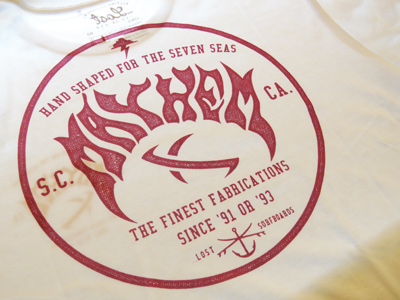 HAND SHAPED FOR THE SEVEN SEAS
MAYHEM
S.C. CA.
THE FINEST FABRICATIONS
SINCE '91 OR '93
LOST SURFBOARDS